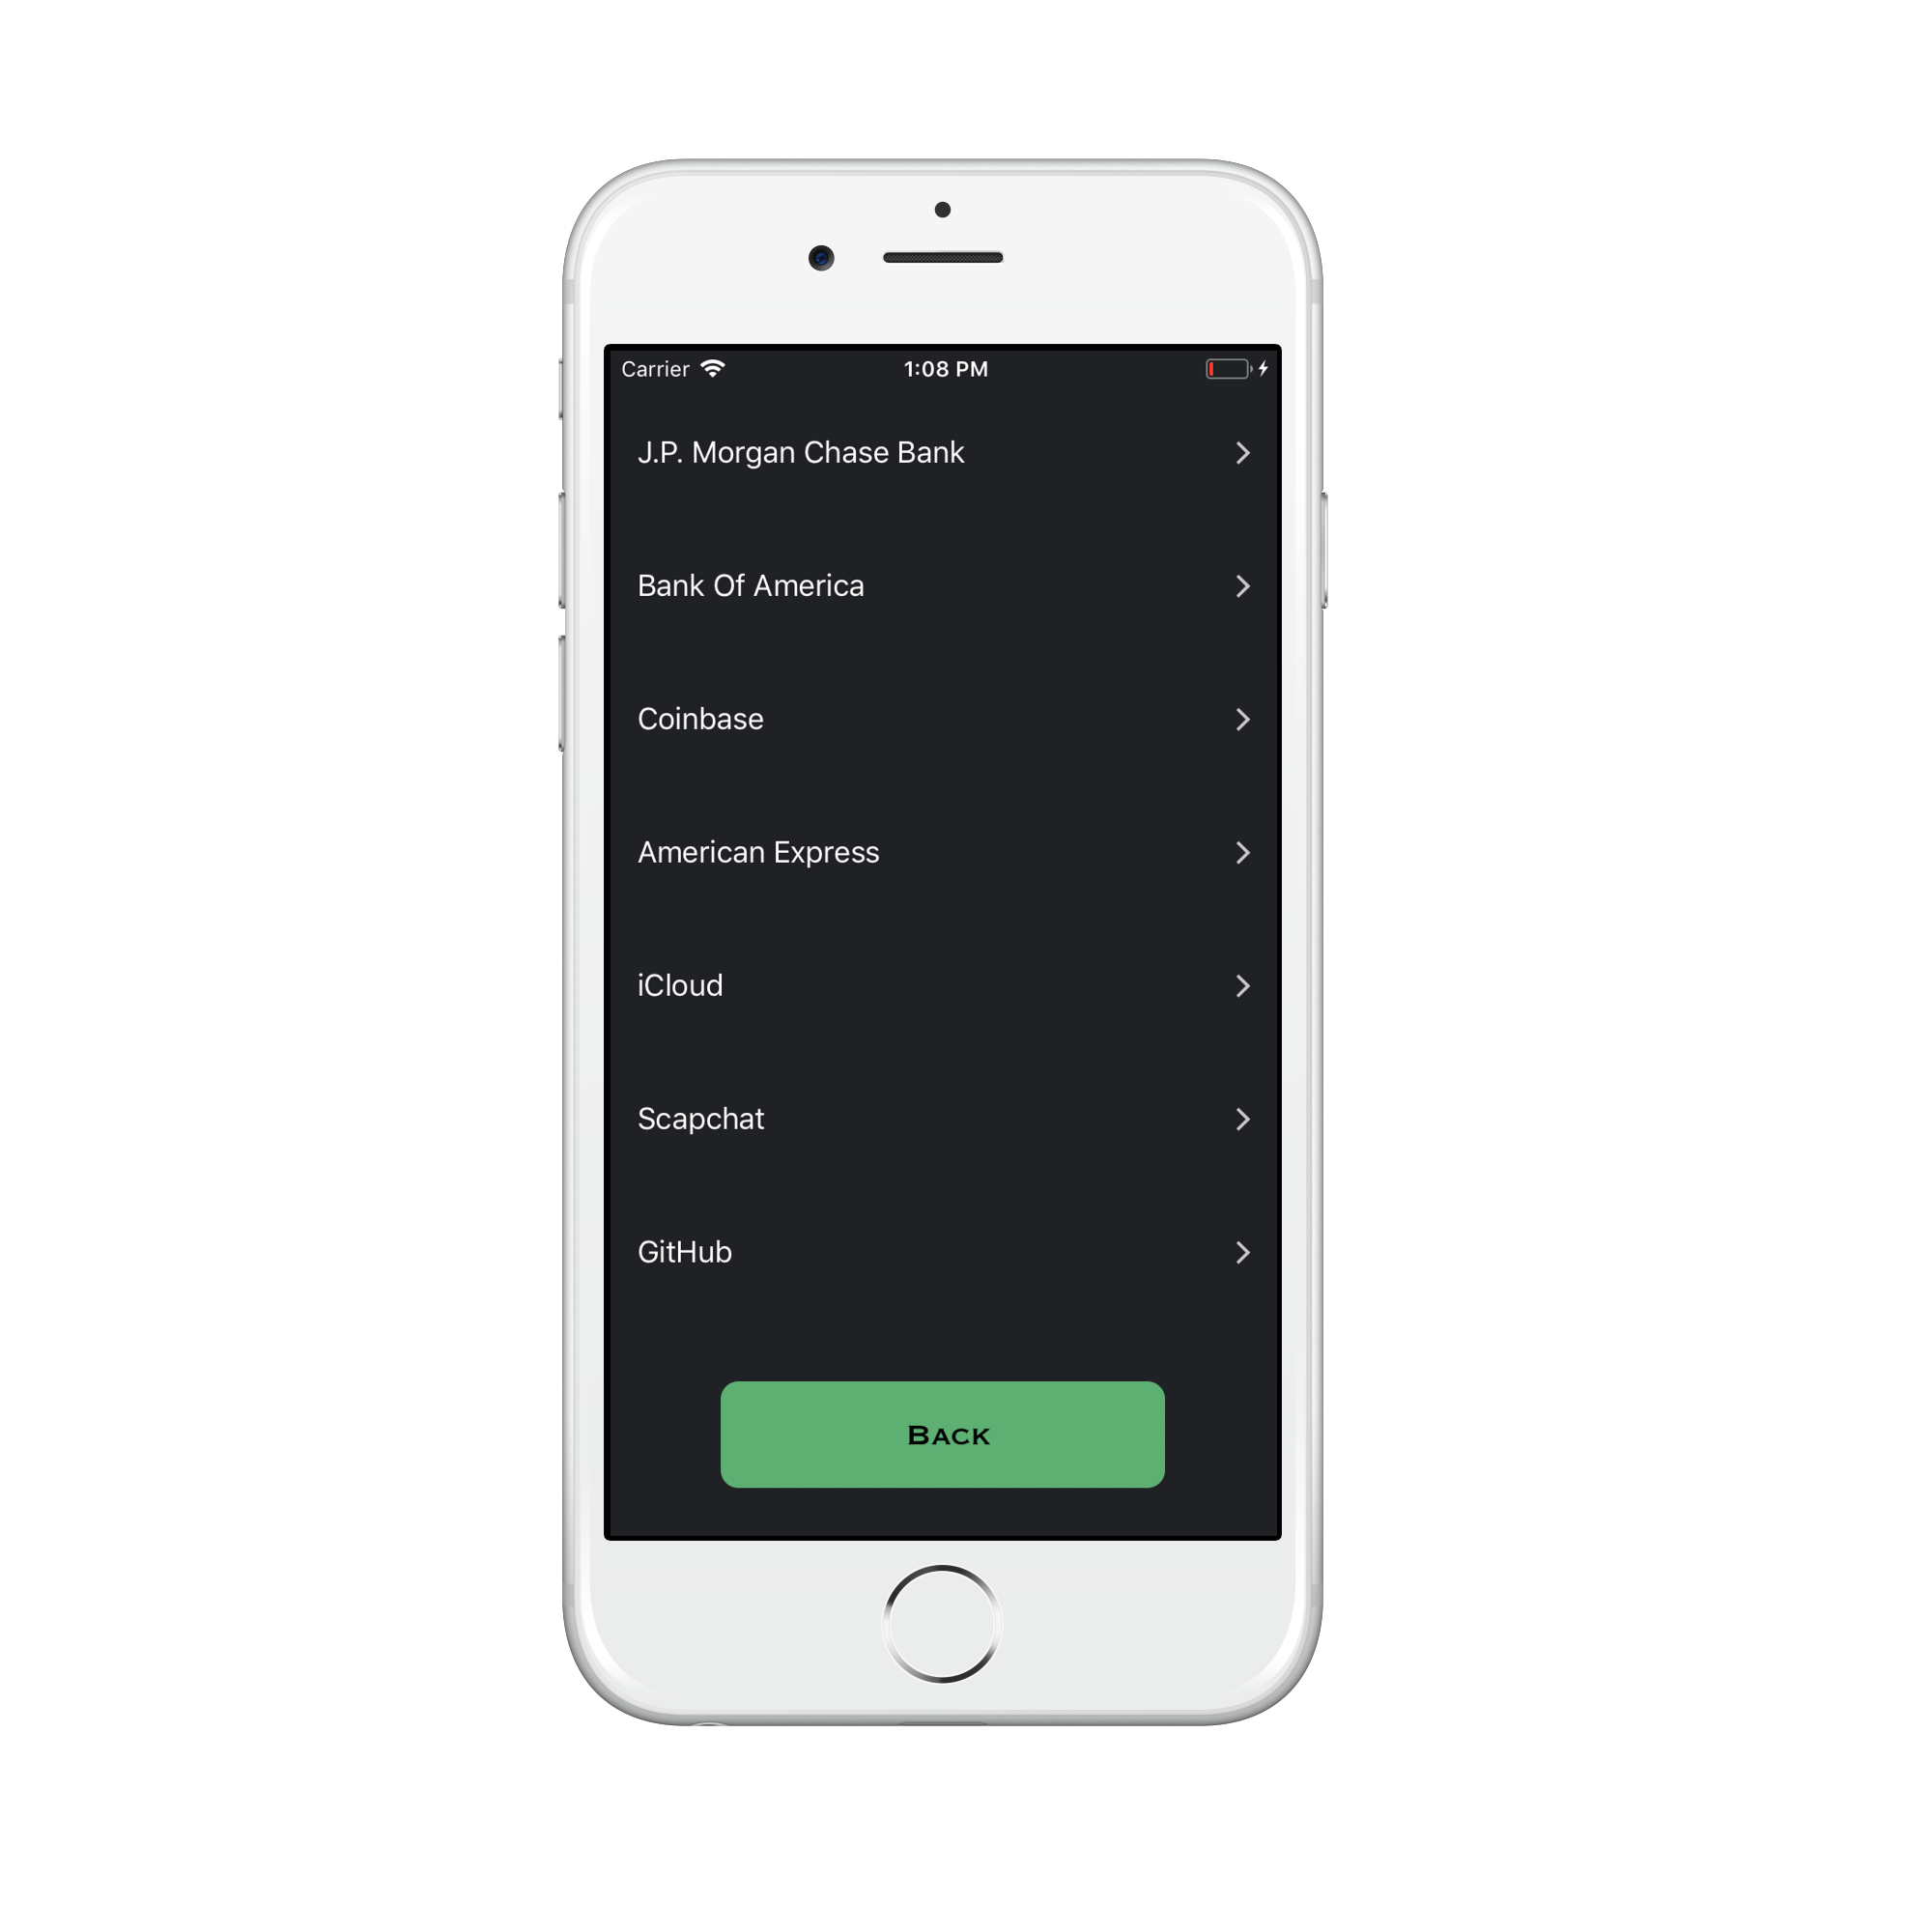 Carrier 1:08 PM
J.P. Morgan Chase Bank
Bank Of America
Coinbase
American Express
iCloud
Scapchat
GitHub
Back